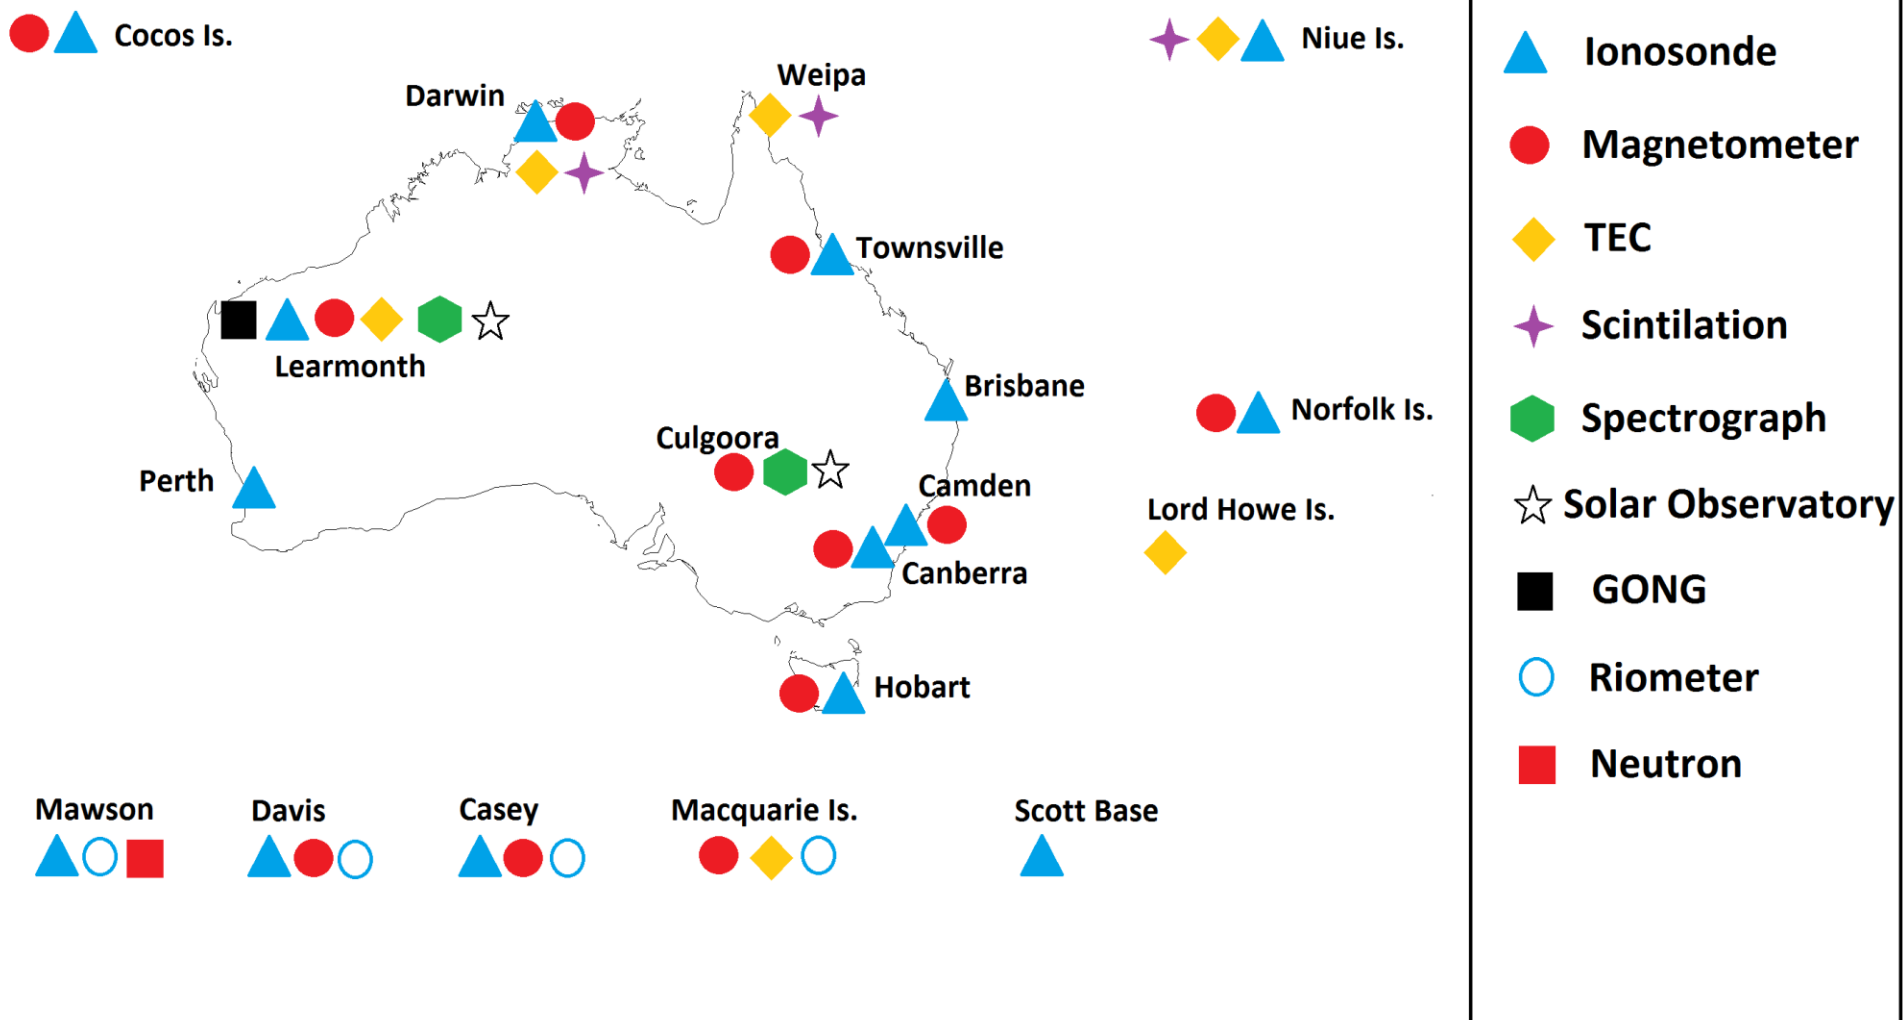 Cocos Is.
Niue Is.
Weipa
Darwin
Townsville
Learmonth
Brisbane
Norfolk Is.
Culgoora
Perth
Camden
Lord Howe Is.
Canberra
Hobart
Mawson
Davis
Casey
Macquarie Is.
Scott Base
Ionosonde
Magnetometer
TEC
Scintilation
Spectrograph
Solar Observatory
GONG
Riometer
Neutron